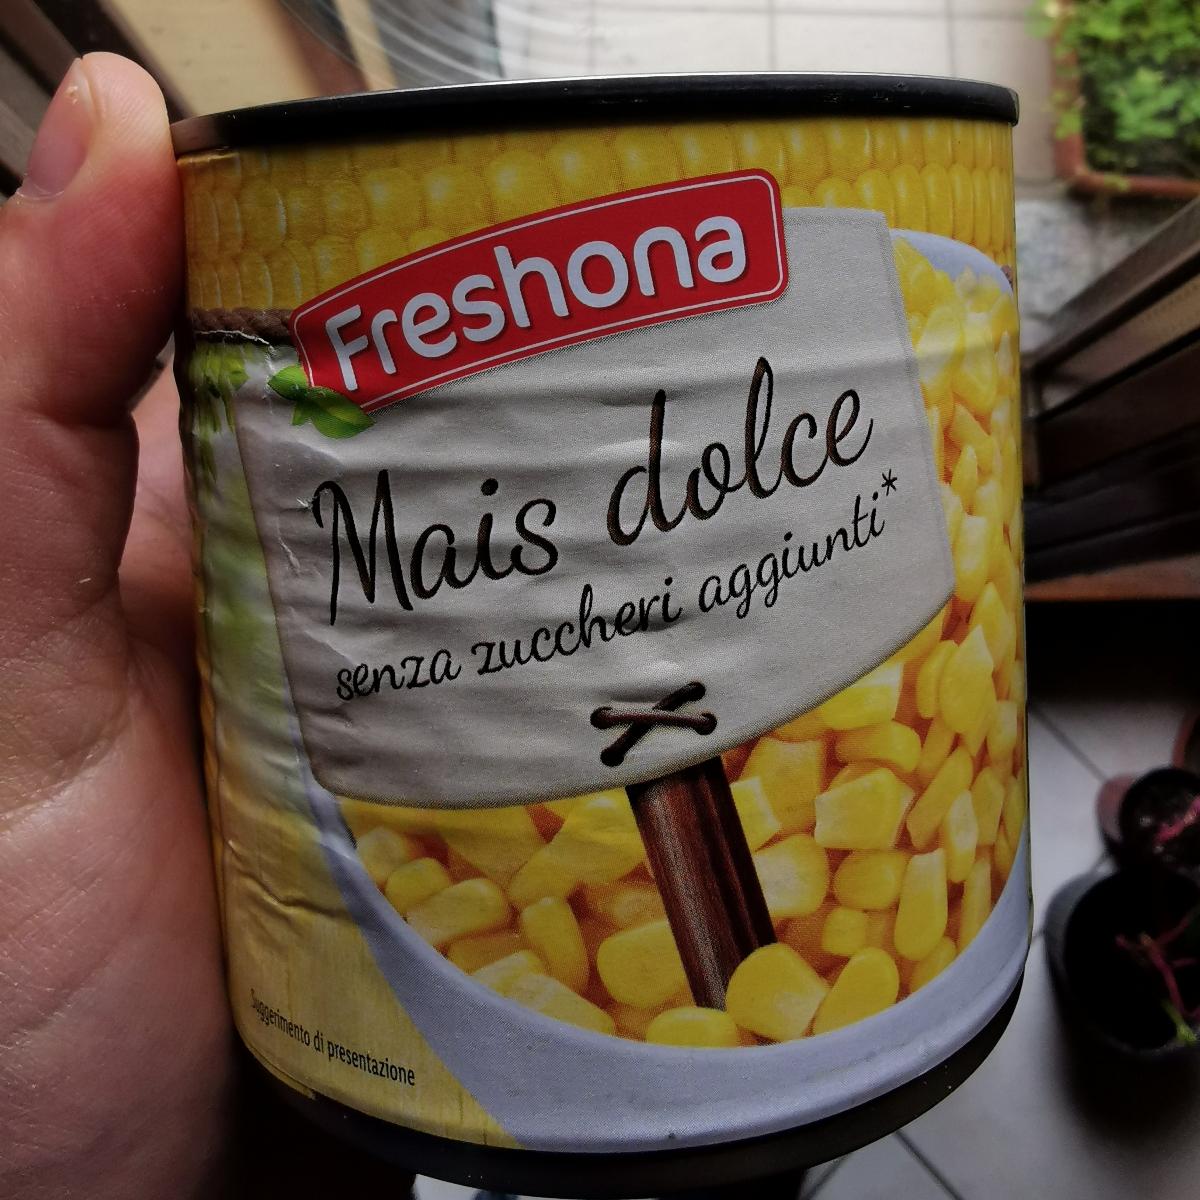 Freshona
Mais dolce
senza zuccheri aggiunti*
Suggerimento di presentazione